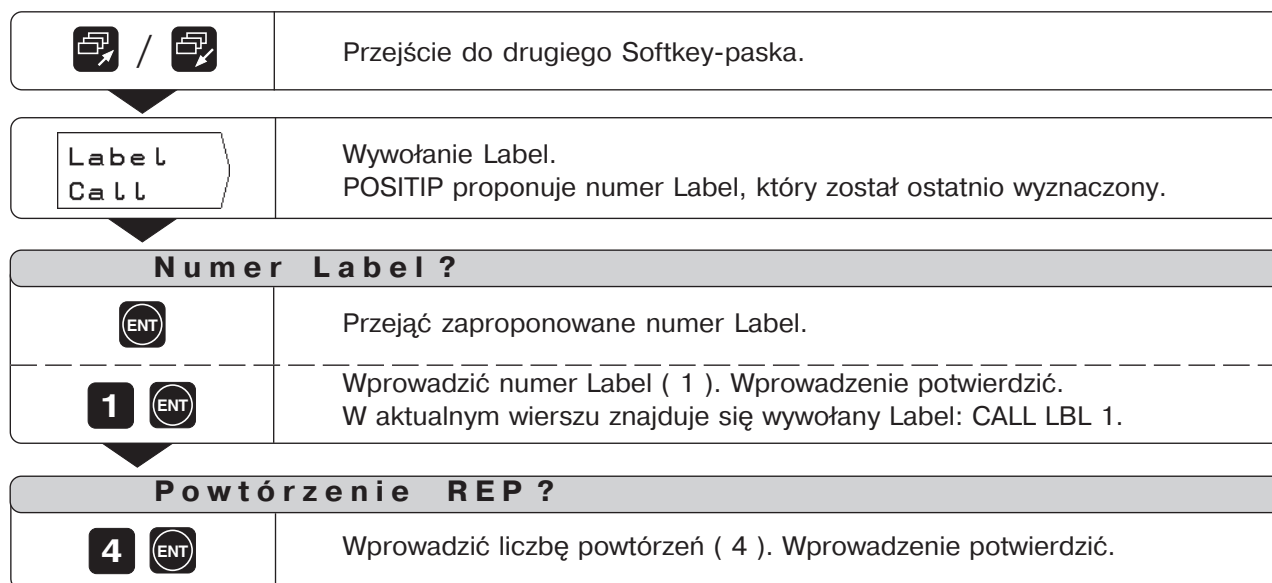 / Przejście do drugiego Softkey-paska.
Label
Call
Wywołanie Label.
POSITIP proponuje numer Label, który został ostatnio wyznaczony.
Numer Label?
ENT Przejąć zaproponowane numer Label.
1 ENT
Wprowadzić numer Label ( 1 ). Wprowadzenie potwierdzić.
W aktualnym wierszu znajduje się wywołany Label: CALL LBL 1.
Powtórzenie REP?
4 ENT Wprowadzić liczbę powtórzeń ( 4 ). Wprowadzenie potwierdzić.